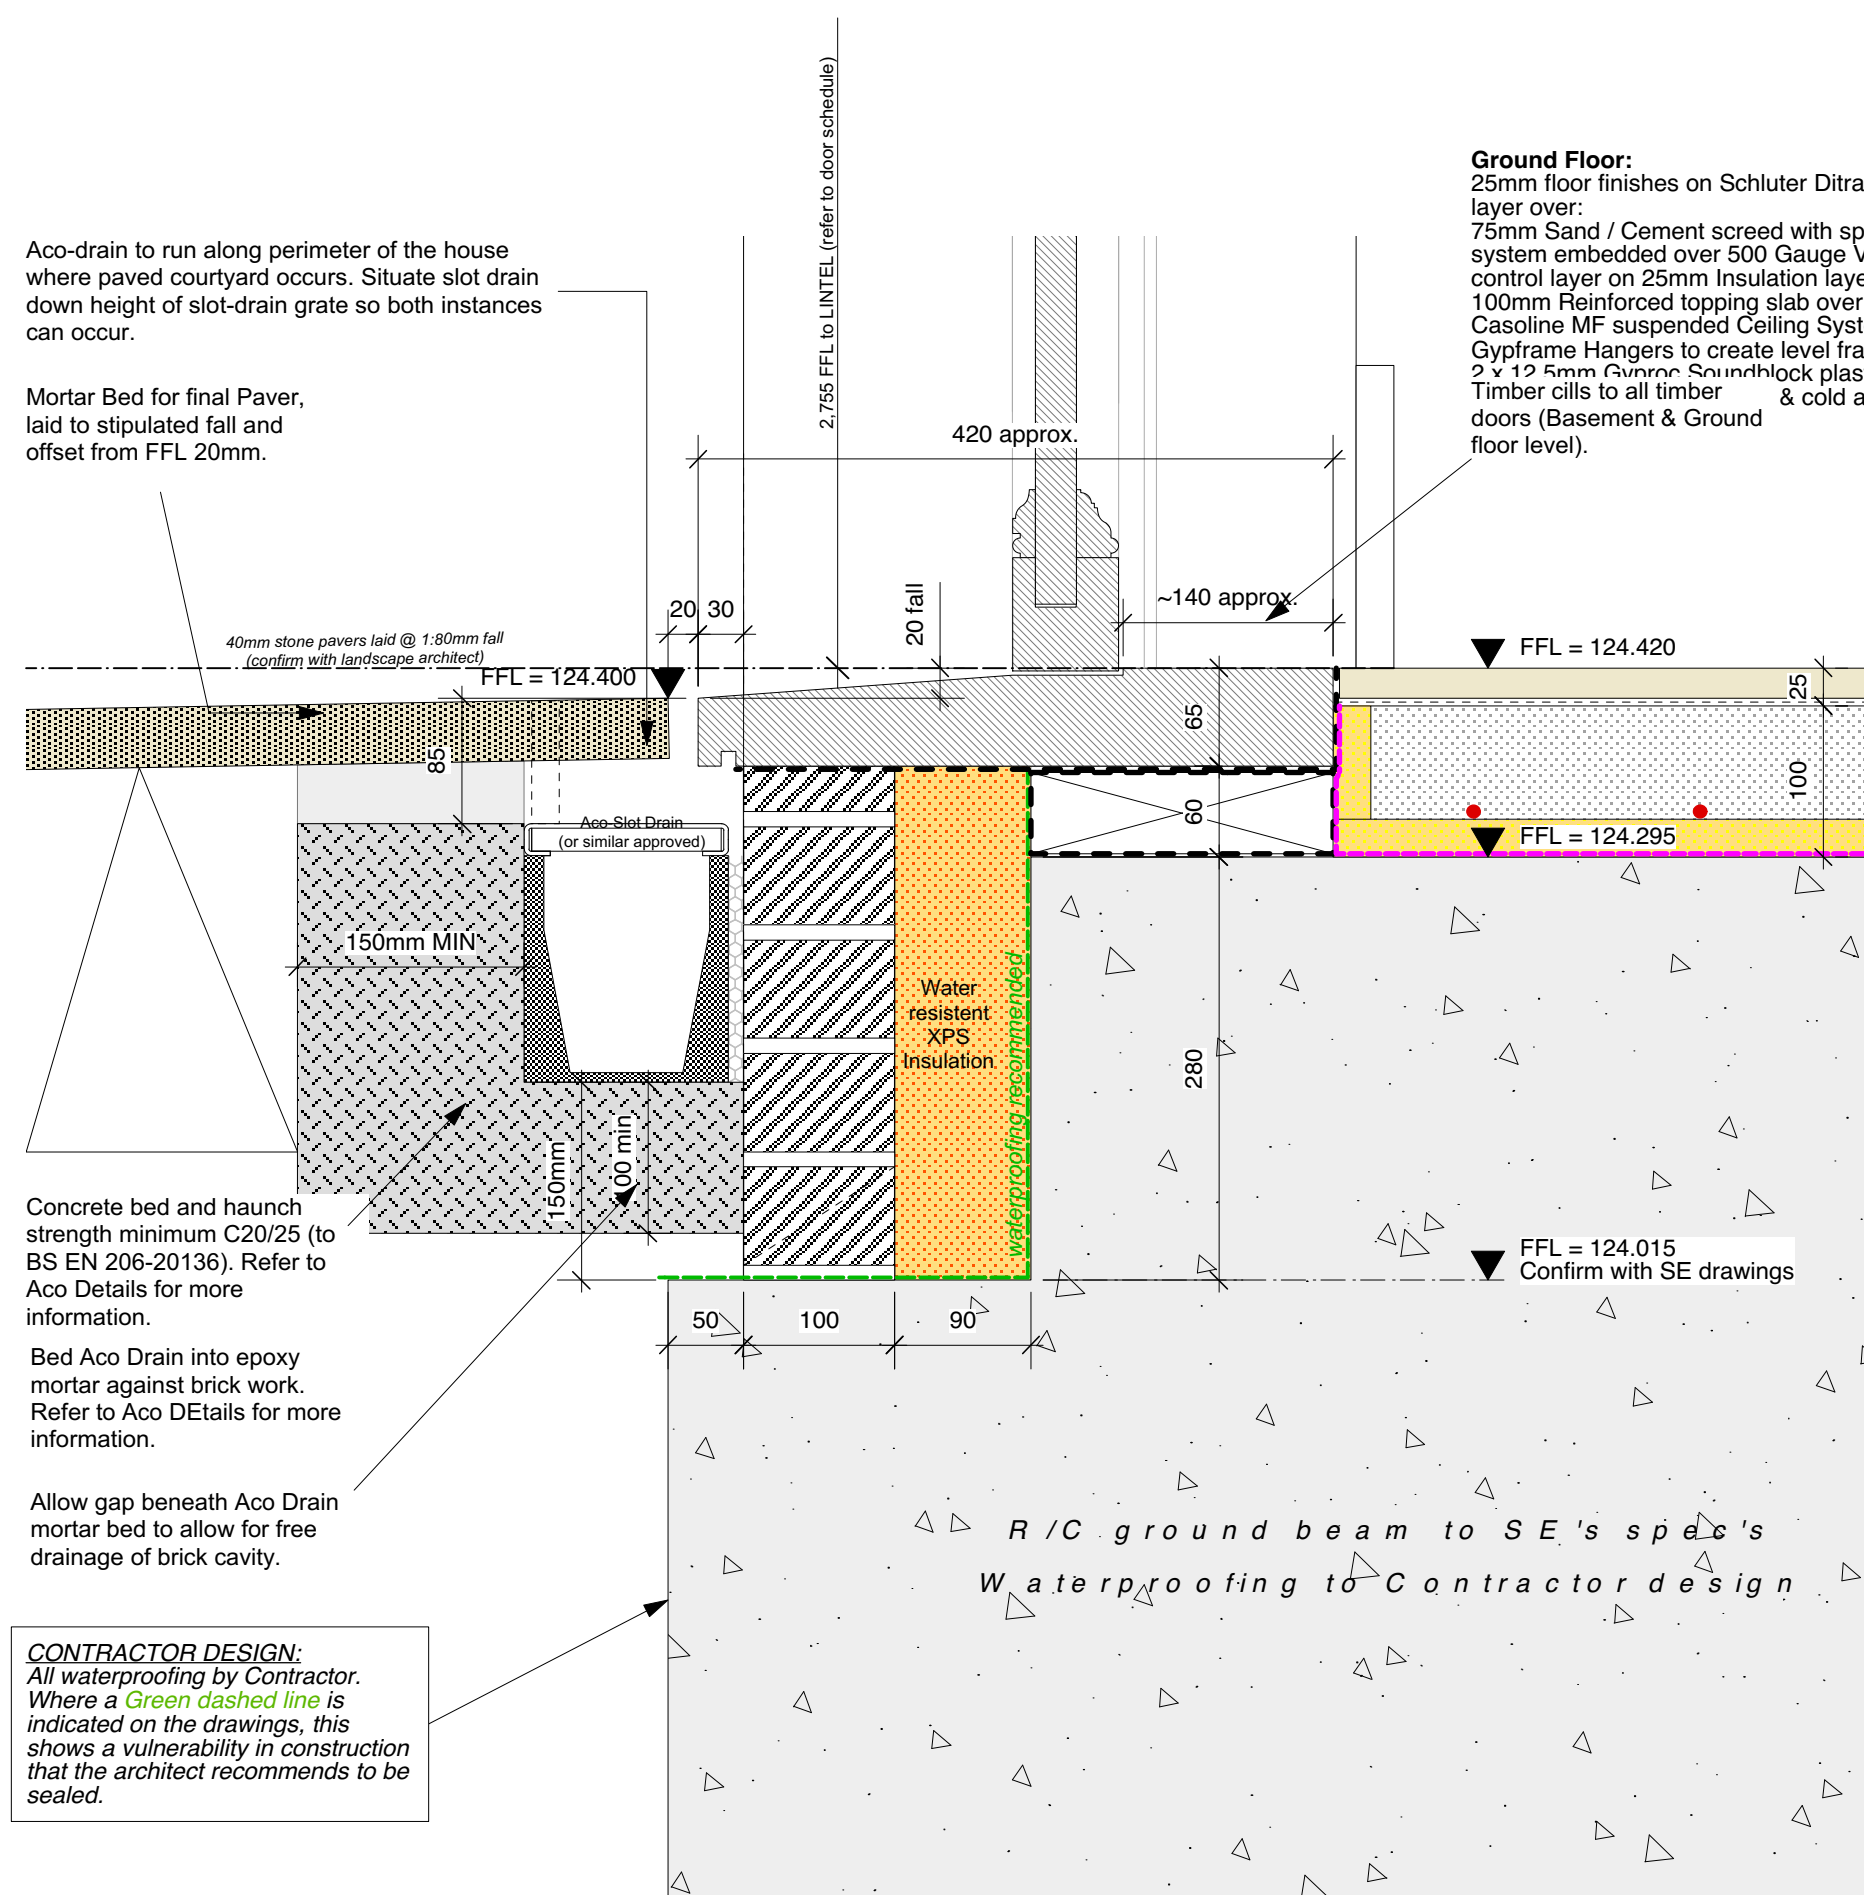 2,755 FFL to LINTEL (refer to door schedule)
Ground Floor:
25mm floor finishes on Schluter Ditra
layer over:
75mm Sand / Cement screed with sp
system embedded over 500 Gauge V
control layer on 25mm Insulation laye
100mm Reinforced topping slab over
Casoline MF suspended Ceiling Syst
Gypframe Hangers to create level fra
2 x 12.5mm Gyproc Soundblock plas
& cold a
Timber cills to all timber
doors (Basement & Ground
floor level).
Aco-drain to run along perimeter of the house
where paved courtyard occurs. Situate slot drain
down height of slot-drain grate so both instances
can occur.
Mortar Bed for final Paver,
laid to stipulated fall and
offset from FFL 20mm.
420 approx.
~140 approx.
20 30
20 fall
40mm stone pavers laid @ 1:80mm fall
(confirm with landscape architect)
FFL = 124.400
FFL = 124.420
25
65
85
100
60
FFL = 124.295
Aco-Slot Drain
(or similar approved)
150mm MIN
Water
resistent
XPS
Insulation
waterproofing recommended
280
150mm
100 min
FFL = 124.015
Confirm with SE drawings
50
100
90
Concrete bed and haunch
strength minimum C20/25 (to
BS EN 206-20136). Refer to
Aco Details for more
information.
Bed Aco Drain into epoxy
mortar against brick work.
Refer to Aco DEtails for more
information.
Allow gap beneath Aco Drain
mortar bed to allow for free
drainage of brick cavity.
R/C ground beam to SE's spec's
Waterproofing to Contractor design
CONTRACTOR DESIGN:
All waterproofing by Contractor.
Where a Green dashed line is
indicated on the drawings, this
shows a vulnerability in construction
that the architect recommends to be
sealed.